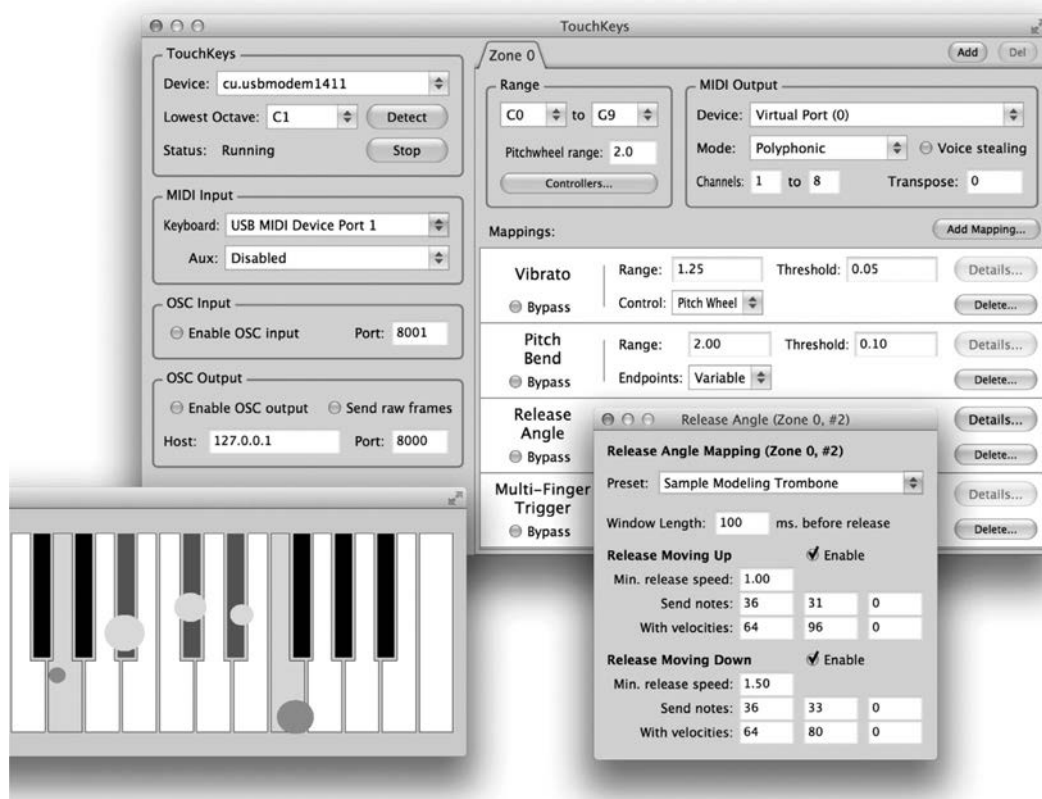 TouchKeys
TouchKeys
Device: cu.usbmodem1411
Lowest Octave: C1 Detect
Status: Running Stop
MIDI Input
Keyboard: USB MIDI Device Port 1
Aux: Disabled
OSC Input
Enable OSC input Port: 8001
OSC Output
Enable OSC output Send raw frames
Host: 127.0.0.1 Port: 8000
Zone 0 Add Del
Range
C0 to G9
Pitchwheel range: 2.0
Controllers...
MIDI Output
Device: Virtual Port (0)
Mode: Polyphonic Voice stealing
Channels: 1 to 8 Transpose: 0
Mappings: Add Mapping...
Vibrato Range: 1.25 Threshold: 0.05 Details...
Bypass Control: Pitch Wheel Delete...
Pitch
Bend Range: 2.00 Threshold: 0.10 Details...
Bypass Endpoints: Variable Delete...
Release
Angle Details...
Bypass Delete...
Multi-Finger
Trigger Details...
Bypass Delete...
Release Angle (Zone 0, #2)
Release Angle Mapping (Zone 0, #2)
Preset: Sample Modeling Trombone
Window Length: 100 ms. before release
Release Moving Up Enable
Min. release speed: 1.00
Send notes: 36 31 0
With velocities: 64 96 0
Release Moving Down Enable
Min. release speed: 1.50
Send notes: 36 33 0
With velocities: 64 80 0